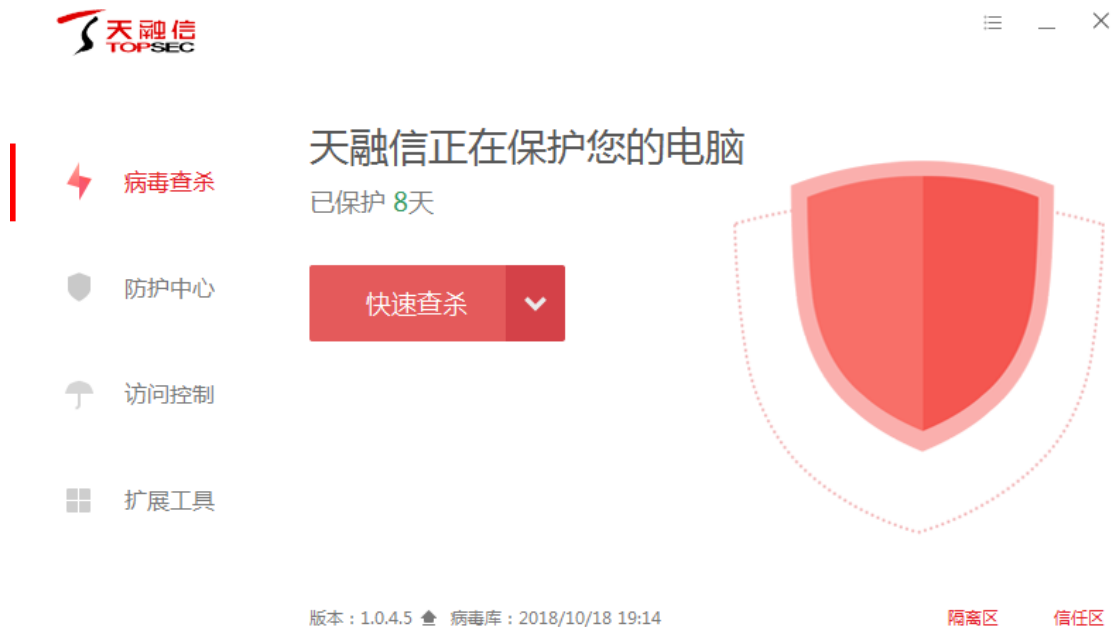 天融信
TOPSEC
天融信正在保护您的电脑
已保护 8天
快速查杀
病毒查杀
防护中心
访问控制
扩展工具
版本：1.0.4.5 病毒库：2018/10/18 19:14
隔离区
信任区